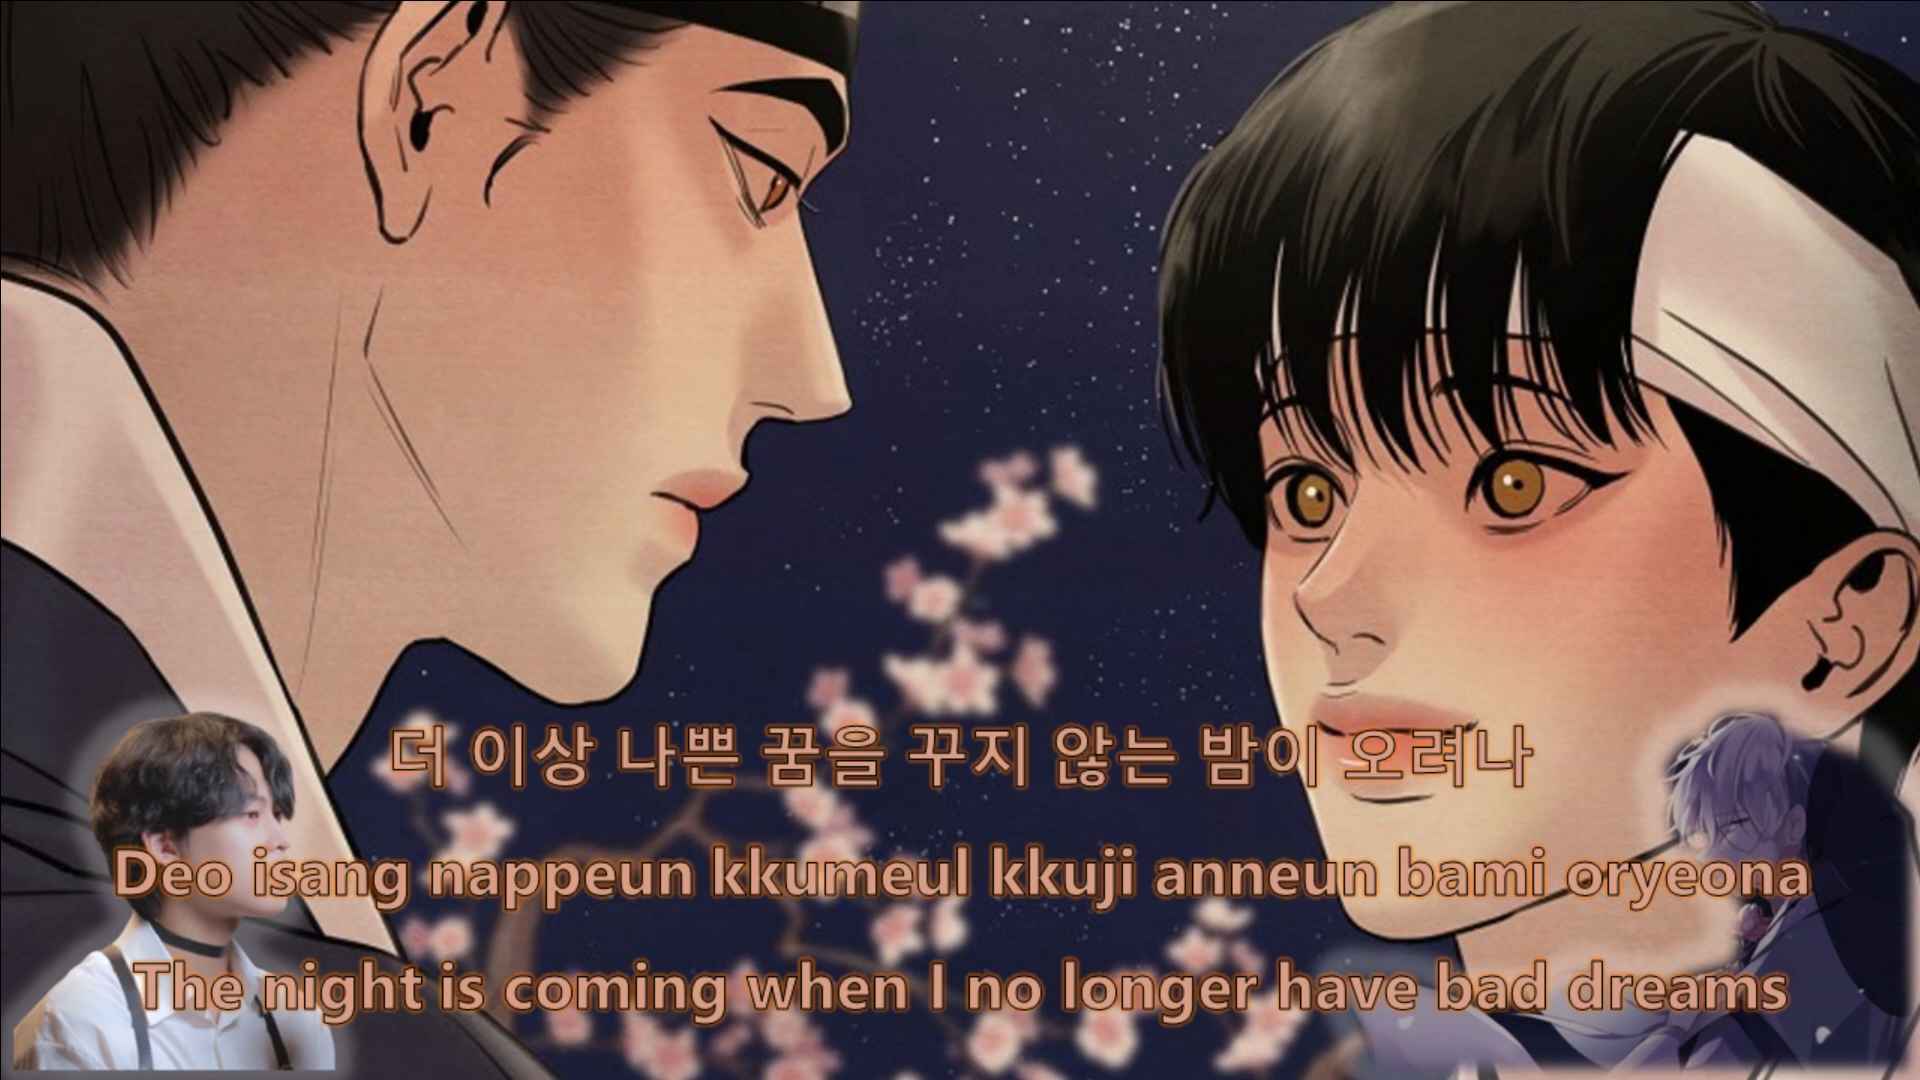 더 이상 나쁜 꿈을 꾸지 않는 밤이 오려나
Deo isang nappeun kkumeul kkuji anneun bami oryeona
The night is coming when I no longer have bad dreams